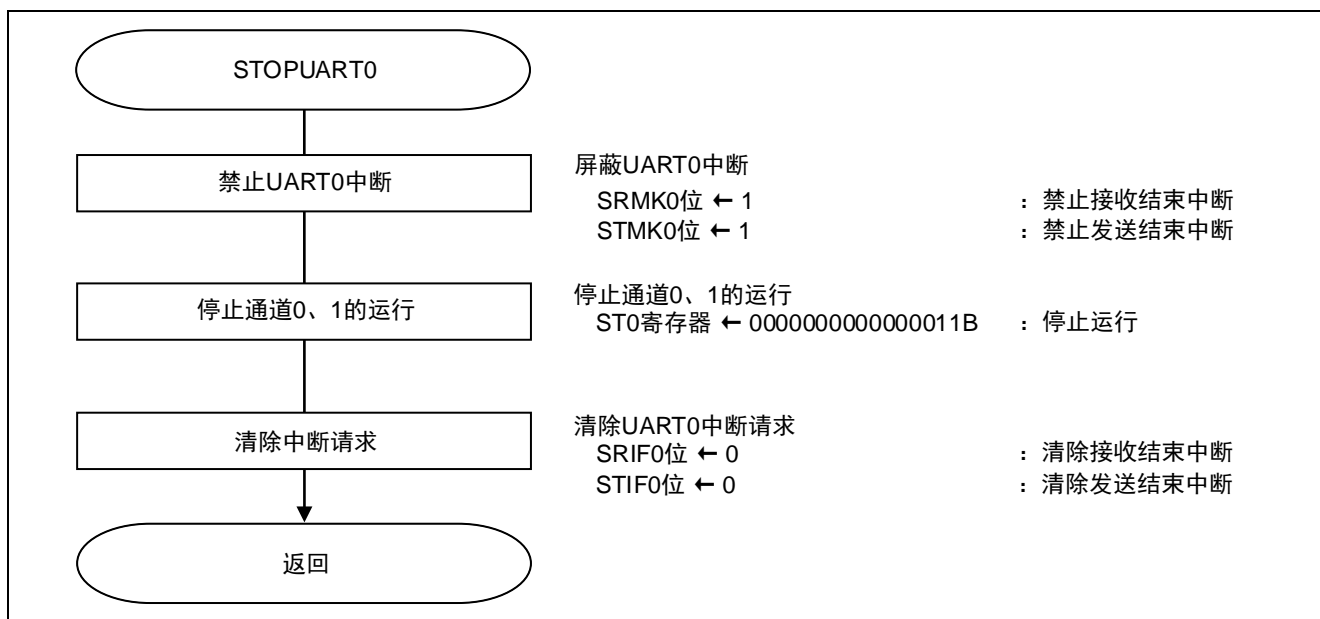 STOPUART0
禁止UART0中断
屏蔽UART0中断
SRMK0位 ← 1 ：禁止接收结束中断
STMK0位 ← 1 ：禁止发送结束中断
停止通道0、1的运行
停止通道0、1的运行
ST0寄存器 ← 0000000000000011B ：停止运行
清除中断请求
清除UART0中断请求
SRIF0位 ← 0 ：清除接收结束中断
STIF0位 ← 0 ：清除发送结束中断
返回